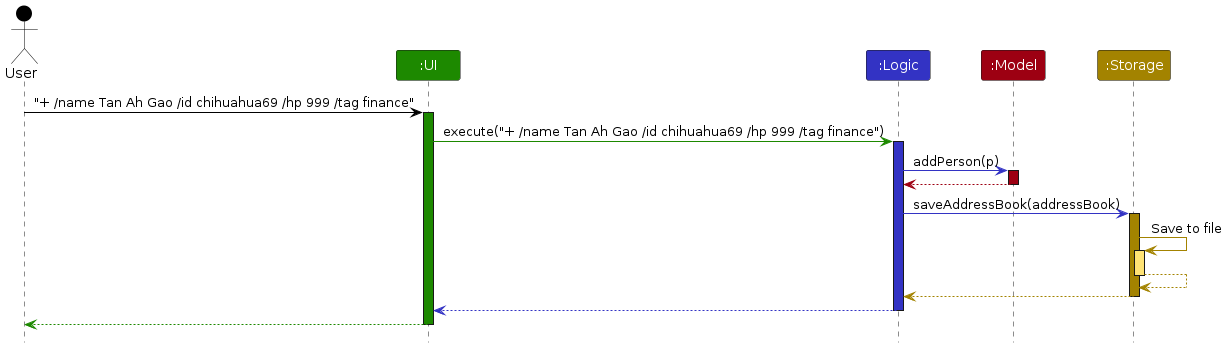 User
:UI
:Logic
:Model
:Storage
"+ /name Tan Ah Gao /id chihuahua69 /hp 999 /tag finance"
execute("+ /name Tan Ah Gao /id chihuahua69 /hp 999 /tag finance")
addPerson(p)
saveAddressBook(addressBook)
Save to file